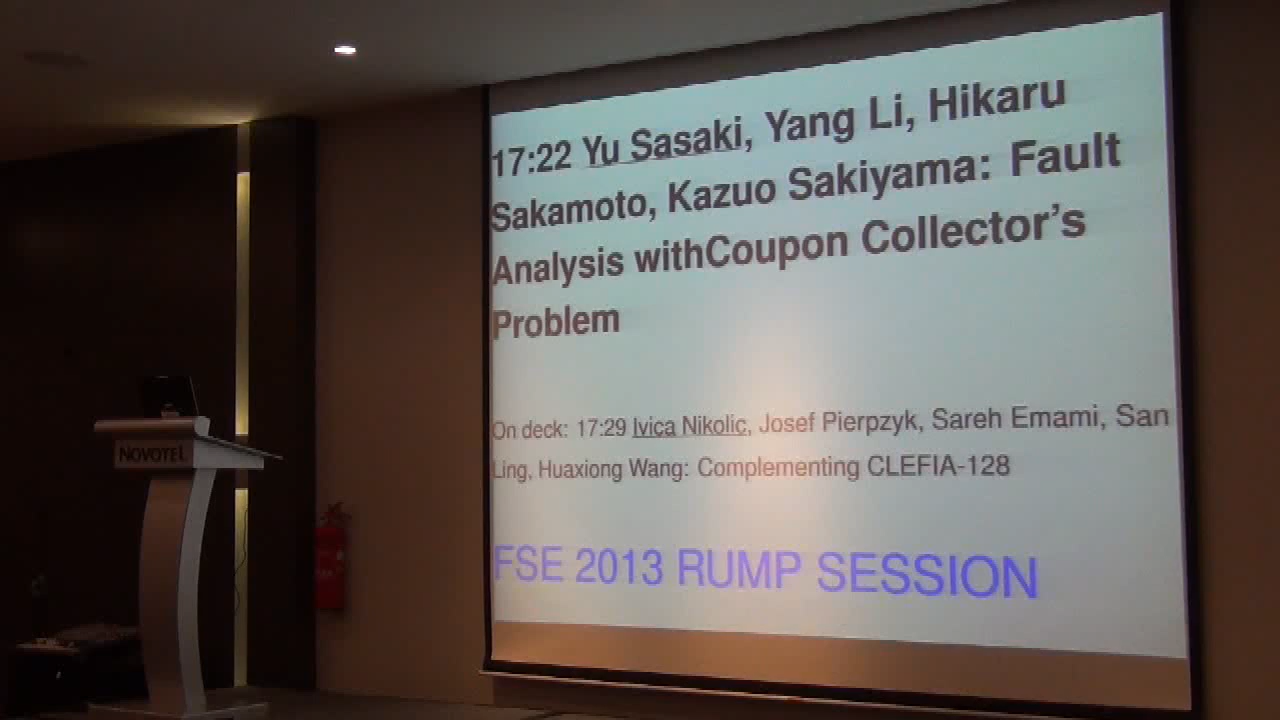 17:22 Yu Sasaki, Yang Li, Hikaru
Sakamoto, Kazuo Sakiyama: Fault
Analysis withCoupon Collector's
Problem
On deck: 17:29 Ivica Nikolic, Josef Pierpzyk, Sareh Emami, San
Ling, Huaxiong Wang: Complementing CLEFIA-128
FSE 2013 RUMP SESSION
NOVOTEL